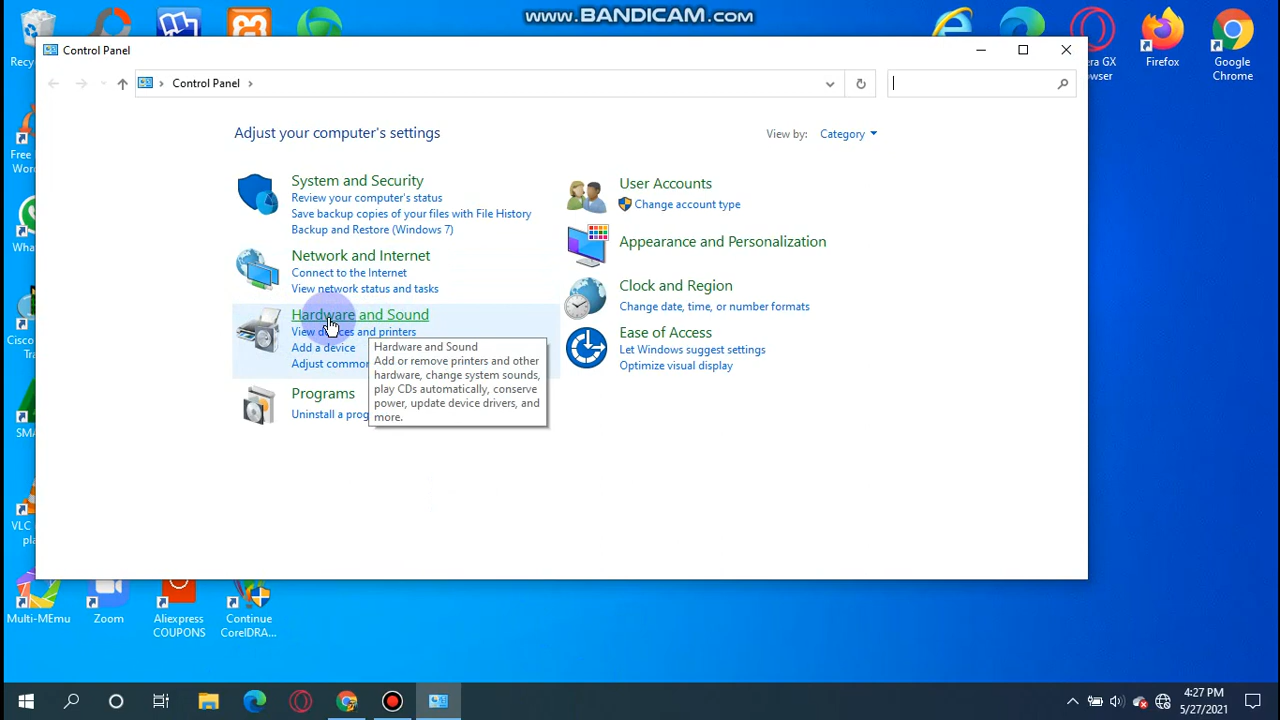 www.BANDICAM.com
Control Panel
Control Panel
Adjust your computer's settings
View by: Category
System and Security
Review your computer's status
Save backup copies of your files with File History
Backup and Restore (Windows 7)
Network and Internet
Connect to the Internet
View network status and tasks
Hardware and Sound
View devices and printers
Add a device
Adjust common
Hardware and Sound
Add or remove printers and other
hardware, change system sounds,
play CDs automatically, conserve
power, update device drivers, and
more.
Programs
Uninstall a prog
User Accounts
Change account type
Appearance and Personalization
Clock and Region
Change date, time, or number formats
Ease of Access
Let Windows suggest settings
Optimize visual display
Recy
Free
Wor
Wha
Cisco
Tra
SMA
VLC
pla
era GX
wser
Firefox
Google
Chrome
Multi-MEmu
Zoom
Aliexpress
COUPONS
Continue
CorelDRA...
4:27 PM
5/27/2021